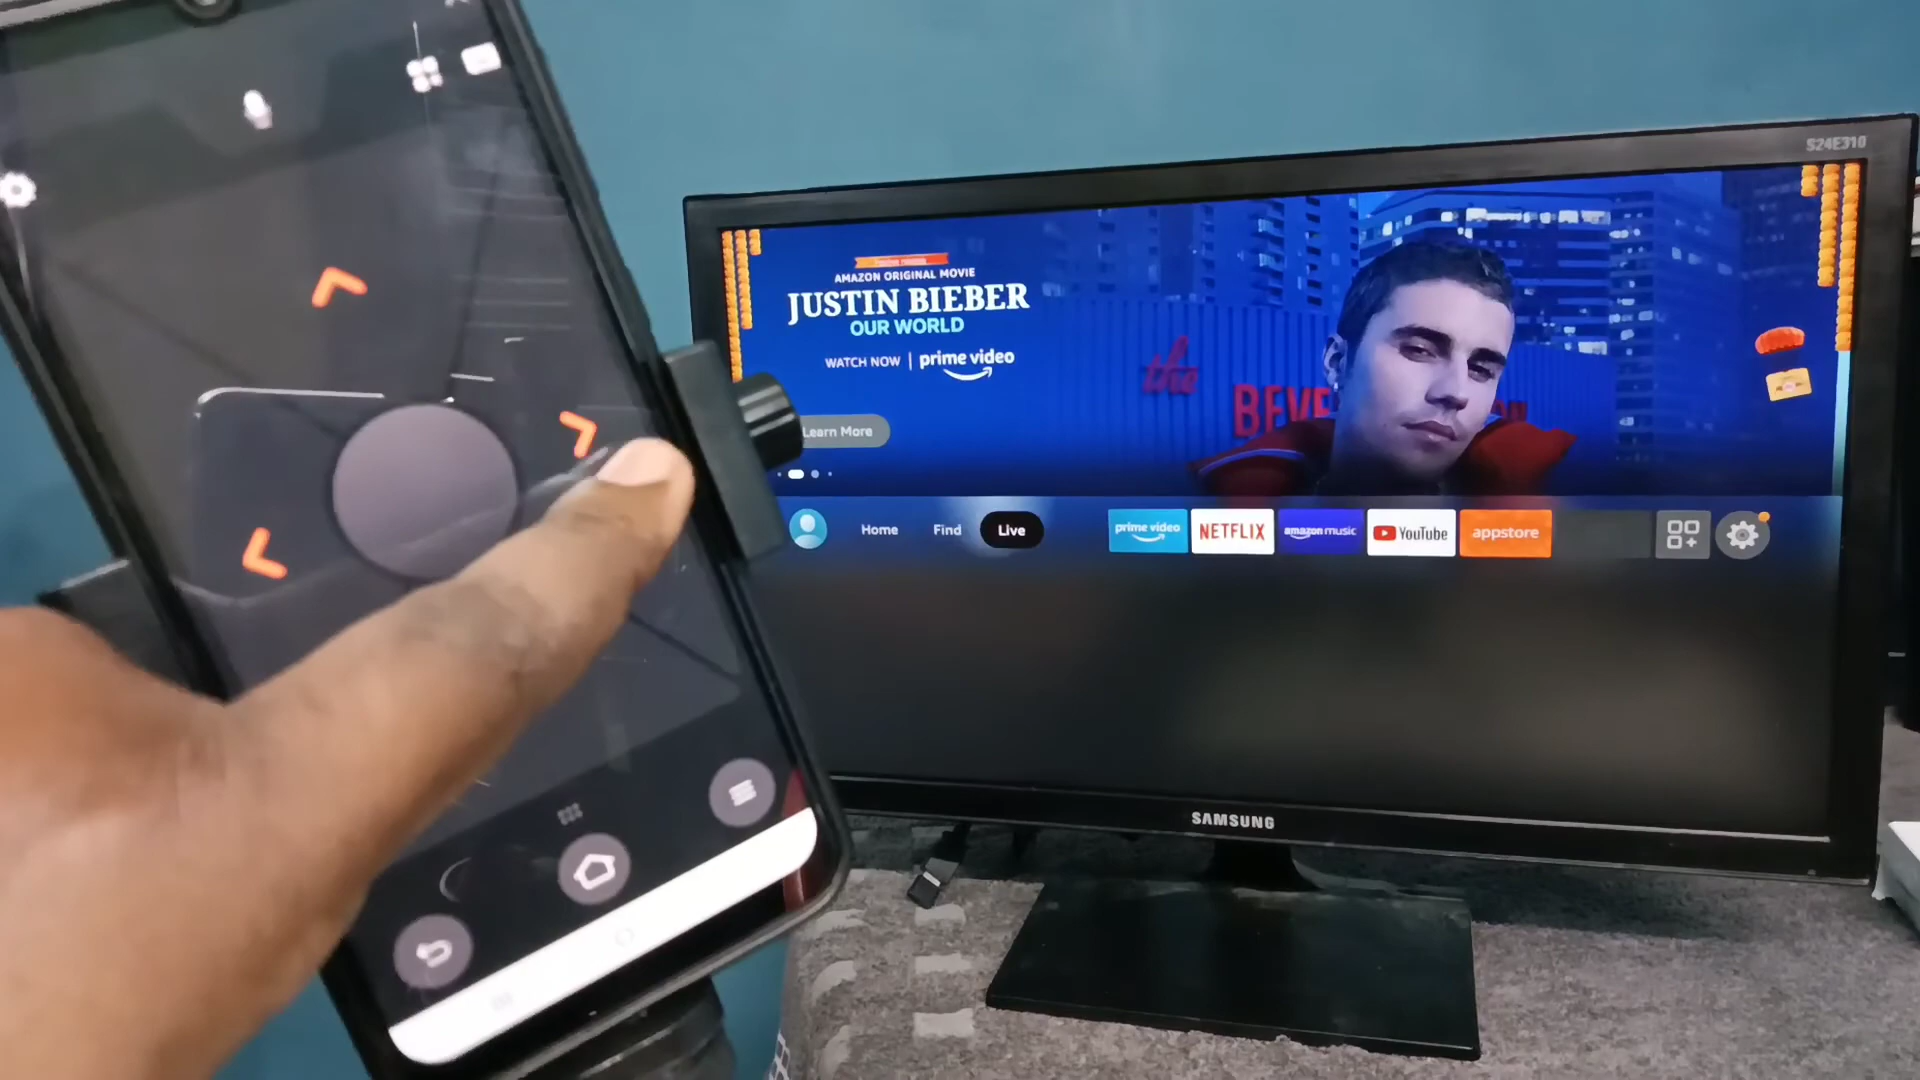 S24E310
AMAZON ORIGINAL MOVIE
JUSTIN BIEBER
OUR WORLD
WATCH NOW | prime video
the
Learn More
Home Find Live prime video NETFLIX amazon music YouTube appstore
SAMSUNG